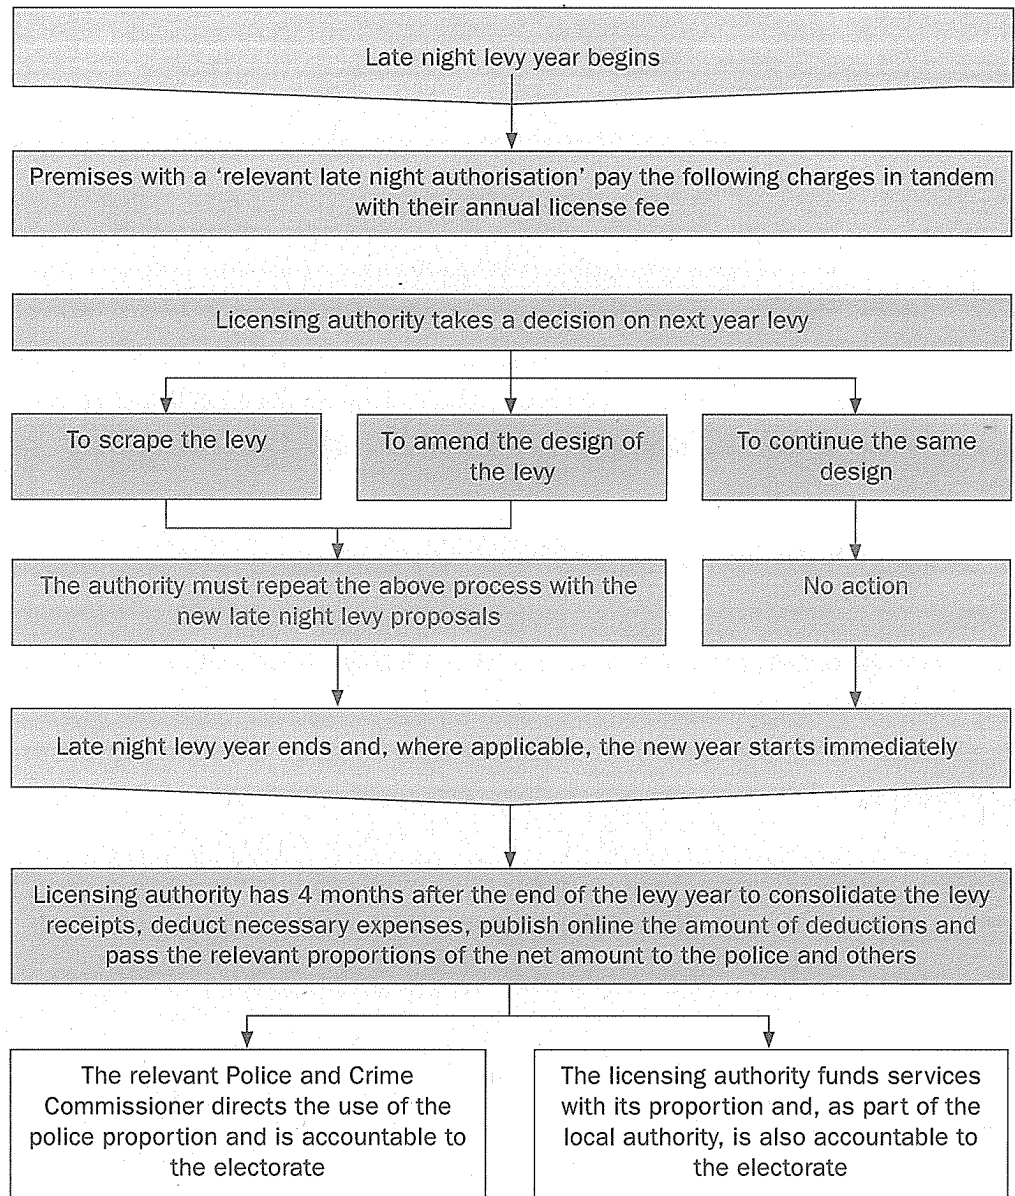 Late night levy year begins
Premises with a ‘relevant late night authorisation’ pay the following charges in tandem
with their annual license fee
Licensing authority takes a decision on next year levy
To scrape the levy
To amend the design of
the levy
To continue the same
design
The authority must repeat the above process with the
new late night levy proposals
No action
Late night levy year ends and, where applicable, the new year starts immediately
Licensing authority has 4 months after the end of the levy year to consolidate the levy
receipts, deduct necessary expenses, publish online the amount of deductions and
pass the relevant proportions of the net amount to the police and others
The relevant Police and Crime
Commissioner directs the use of the
police proportion and is accountable to
the electorate
The licensing authority funds services
with its proportion and, as part of the
local authority, is also accountable to
the electorate